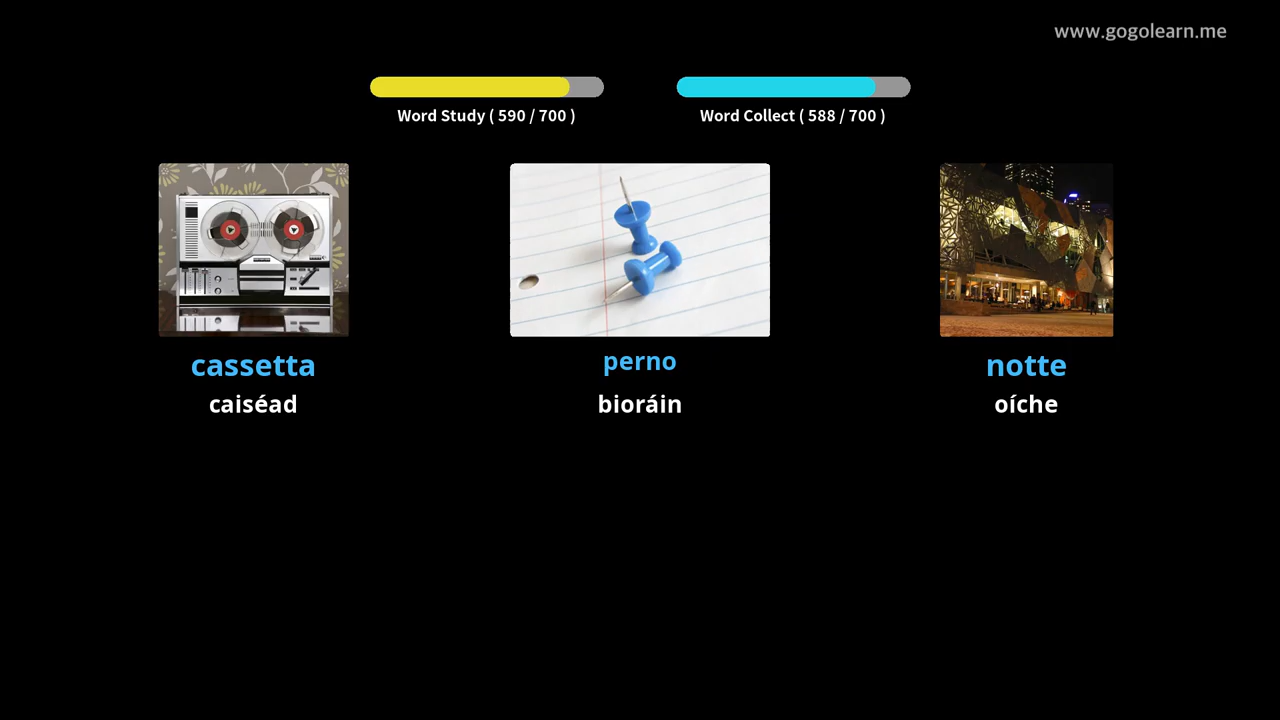 www.gogolearn.me
Word Study ( 590 / 700 )
Word Collect ( 588 / 700 )
cassetta
perno
notte
caiséad
bioráin
oíche